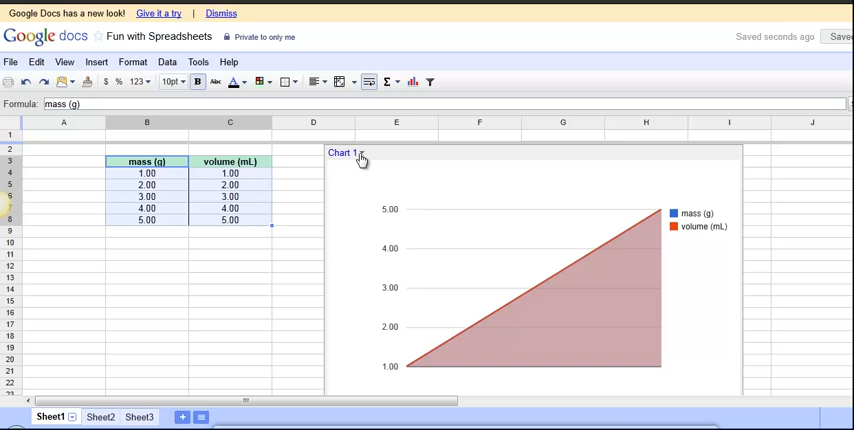 Google Docs has a new look! Give it a try | Dismiss
Google docs Fun with Spreadsheets Private to only me Saved seconds ago Saved
File Edit View Insert Format Data Tools Help
$ % 123 10pt B Abc A Σ
Formula: mass (g)
A B C D E F G H I J
1
2
Chart 1
3 mass (g) volume (mL)
4 1.00 1.00
5 2.00 2.00
6 3.00 3.00
7 4.00 4.00
8 5.00 5.00
9
10
11
12
13
14
15
16
17
18
19
20
21
22
23
5.00
4.00
3.00
2.00
1.00
mass (g)
volume (mL)
Sheet1 Sheet2 Sheet3